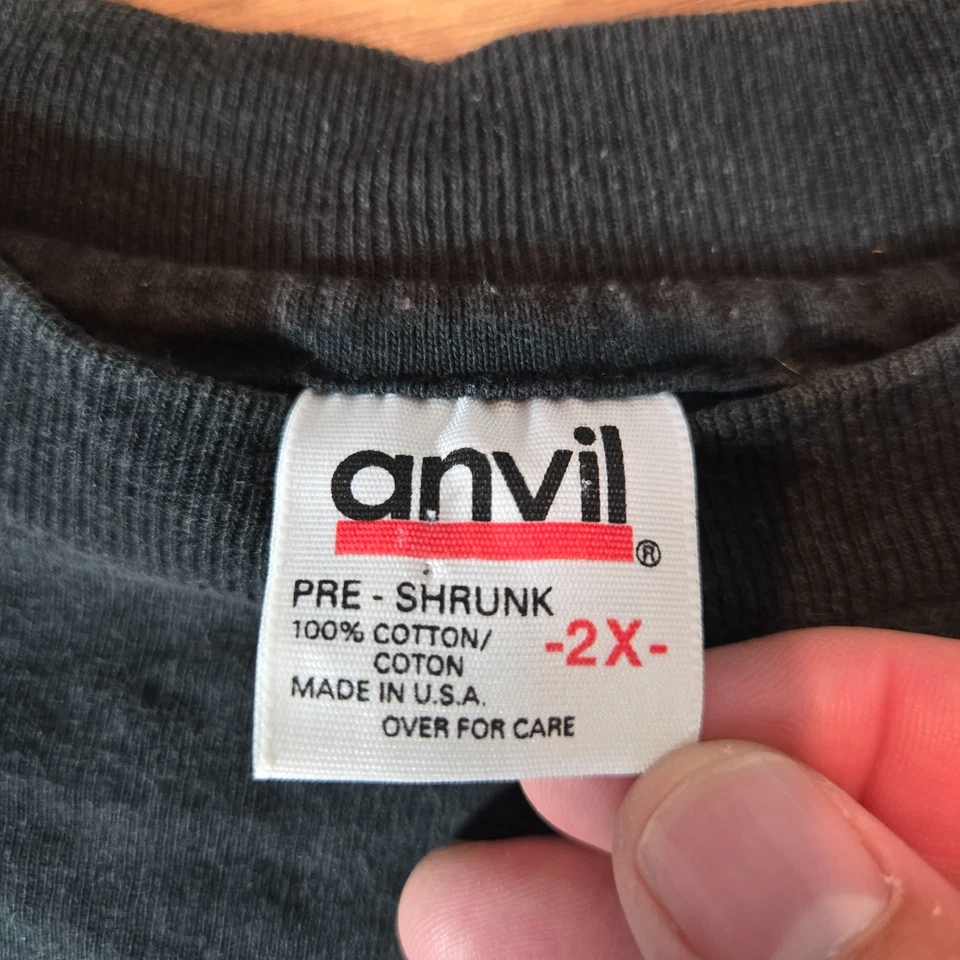 anvil®
PRE - SHRUNK
100% COTTON/
COTON
-2X-
MADE IN U.S.A.
OVER FOR CARE